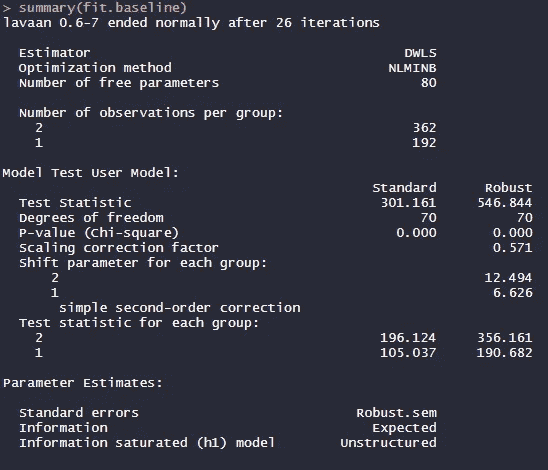 > summary(fit.baseline)
lavaan 0.6-7 ended normally after 26 iterations
Estimator DWLS
Optimization method NLMINB
Number of free parameters 80
Number of observations per group:
2 362
1 192
Model Test User Model:
Standard Robust
Test Statistic 301.161 546.844
Degrees of freedom 70 70
P-value (Chi-square) 0.000 0.000
Scaling correction factor 0.571
Shift parameter for each group:
2 12.494
1 6.626
simple second-order correction
Test statistic for each group:
2 196.124 356.161
1 105.037 190.682
Parameter Estimates:
Standard errors Robust.sem
Information Expected
Information saturated (h1) model Unstructured